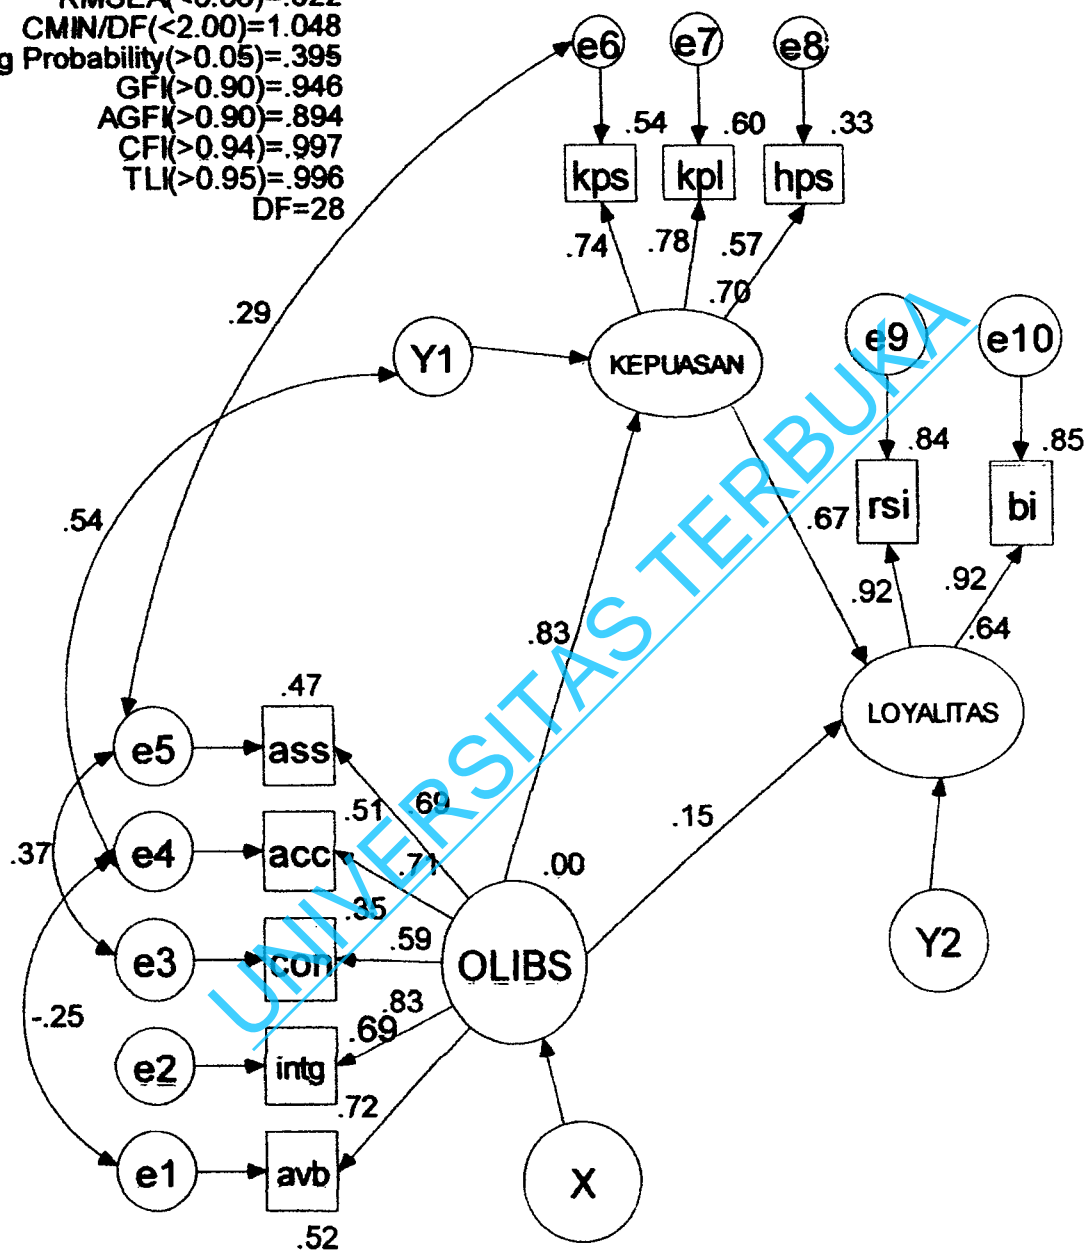 CMIN/DF(<2.00)=1.048
g Probability(>0.05)=.395
GFI(>0.90)=.946
AGFI(>0.90)=.894
CFI(>0.94)=.997
TLI(>0.95)=.996
DF=28
e6 e7 e8
.54 .60 .33
kps kpl hps
.74 .78 .57
.70
.29
Y1
KEPUASAN
e9 e10
.84 .85
rsi bi
.54
.67
.92 .92
.83
.64
LOYALITAS
.47
e5 ass
.69
.51
.15
.37
e4 acc
.71
.00
.35
.59
e3 con
OLIBS
Y2
-.25
.83
.69
e2 intg
.72
e1 avb
X
.52
UNIVERSITAS TERBUKA